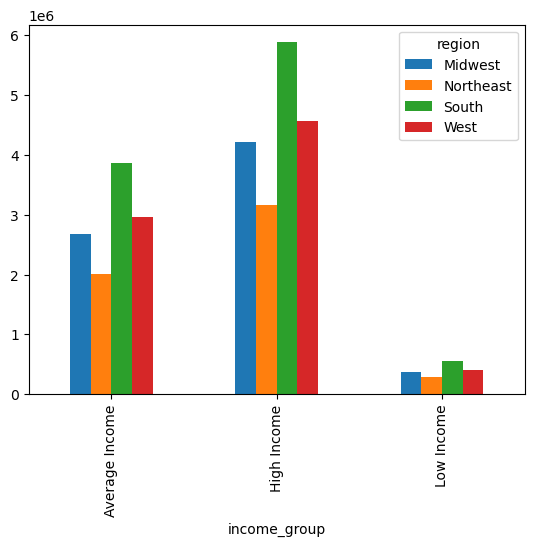 1e6
6
5
4
3
2
1
0
region
Midwest
Northeast
South
West
Average Income
High Income
Low Income
income_group